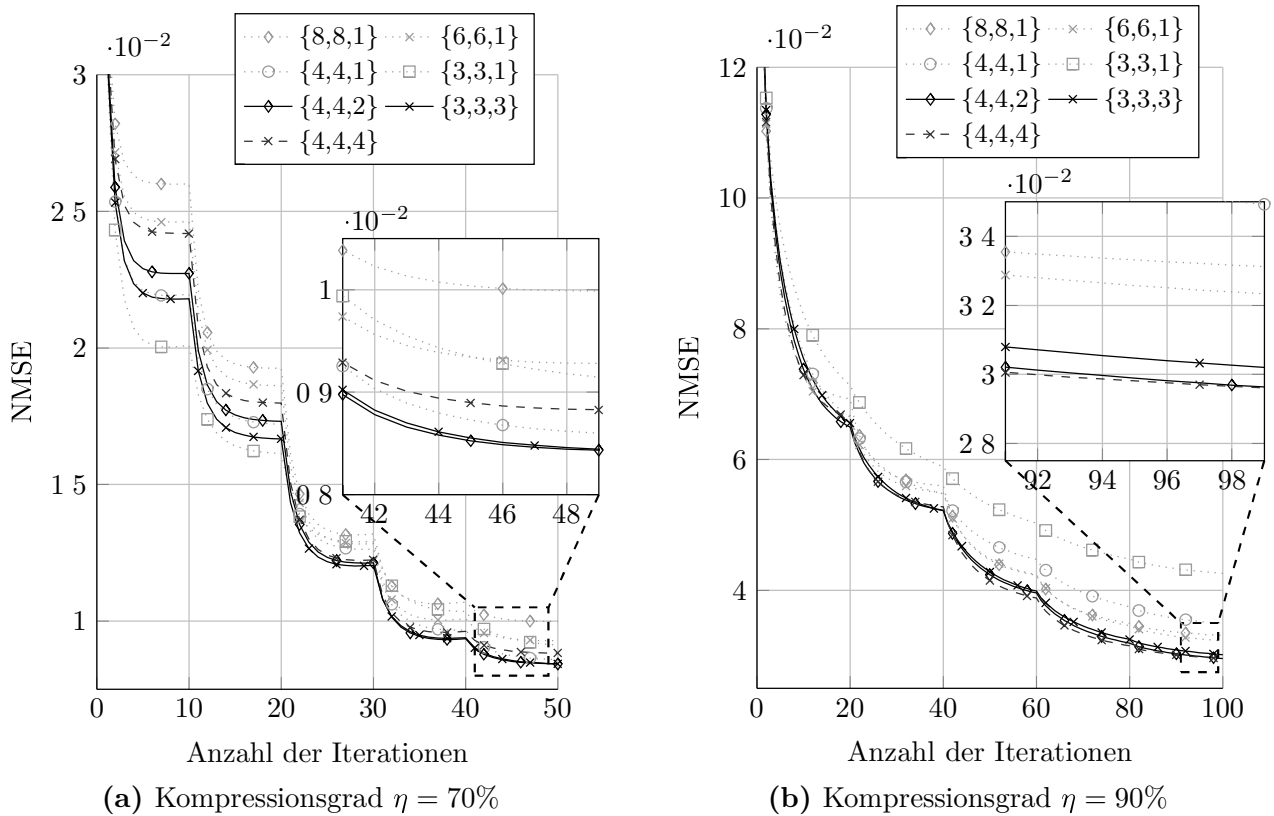 {8,8,1} {6,6,1}
{4,4,1} {3,3,1}
{4,4,2} {3,3,3}
{4,4,4}
·10−2
3
2 5
2
1 5
1
NMSE
0 10 20 30 40 50
Anzahl der Iterationen
·10−2
1
0 9
0 8
42 44 46 48
(a) Kompressionsgrad η = 70%
{8,8,1} {6,6,1}
{4,4,1} {3,3,1}
{4,4,2} {3,3,3}
{4,4,4}
·10−2
12
10
8
6
4
NMSE
0 20 40 60 80 100
Anzahl der Iterationen
·10−2
3 4
3 2
3
2 8
92 94 96 98
(b) Kompressionsgrad η = 90%